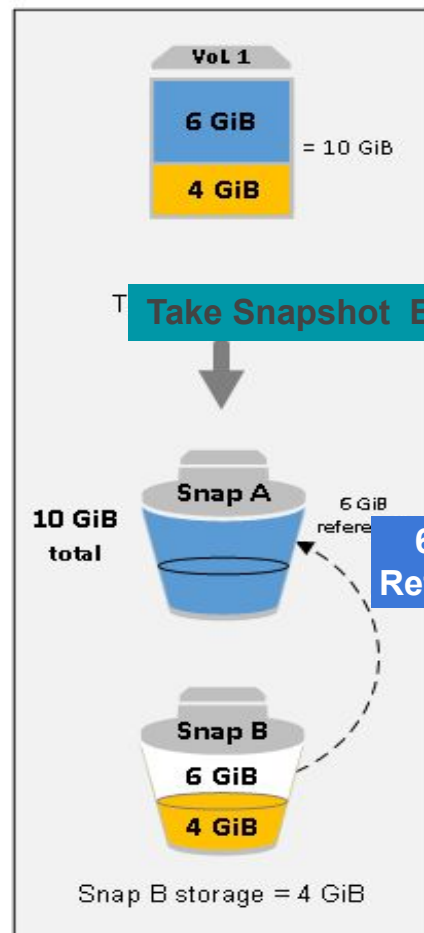 VoL 1
6 GiB
= 10 GiB
4 GiB
T
Take Snapshot E
Snap A
6 GiB
10 GiB
total
6
Snap B
6 GiB
4 GiB
Snap B storage = 4 GiB